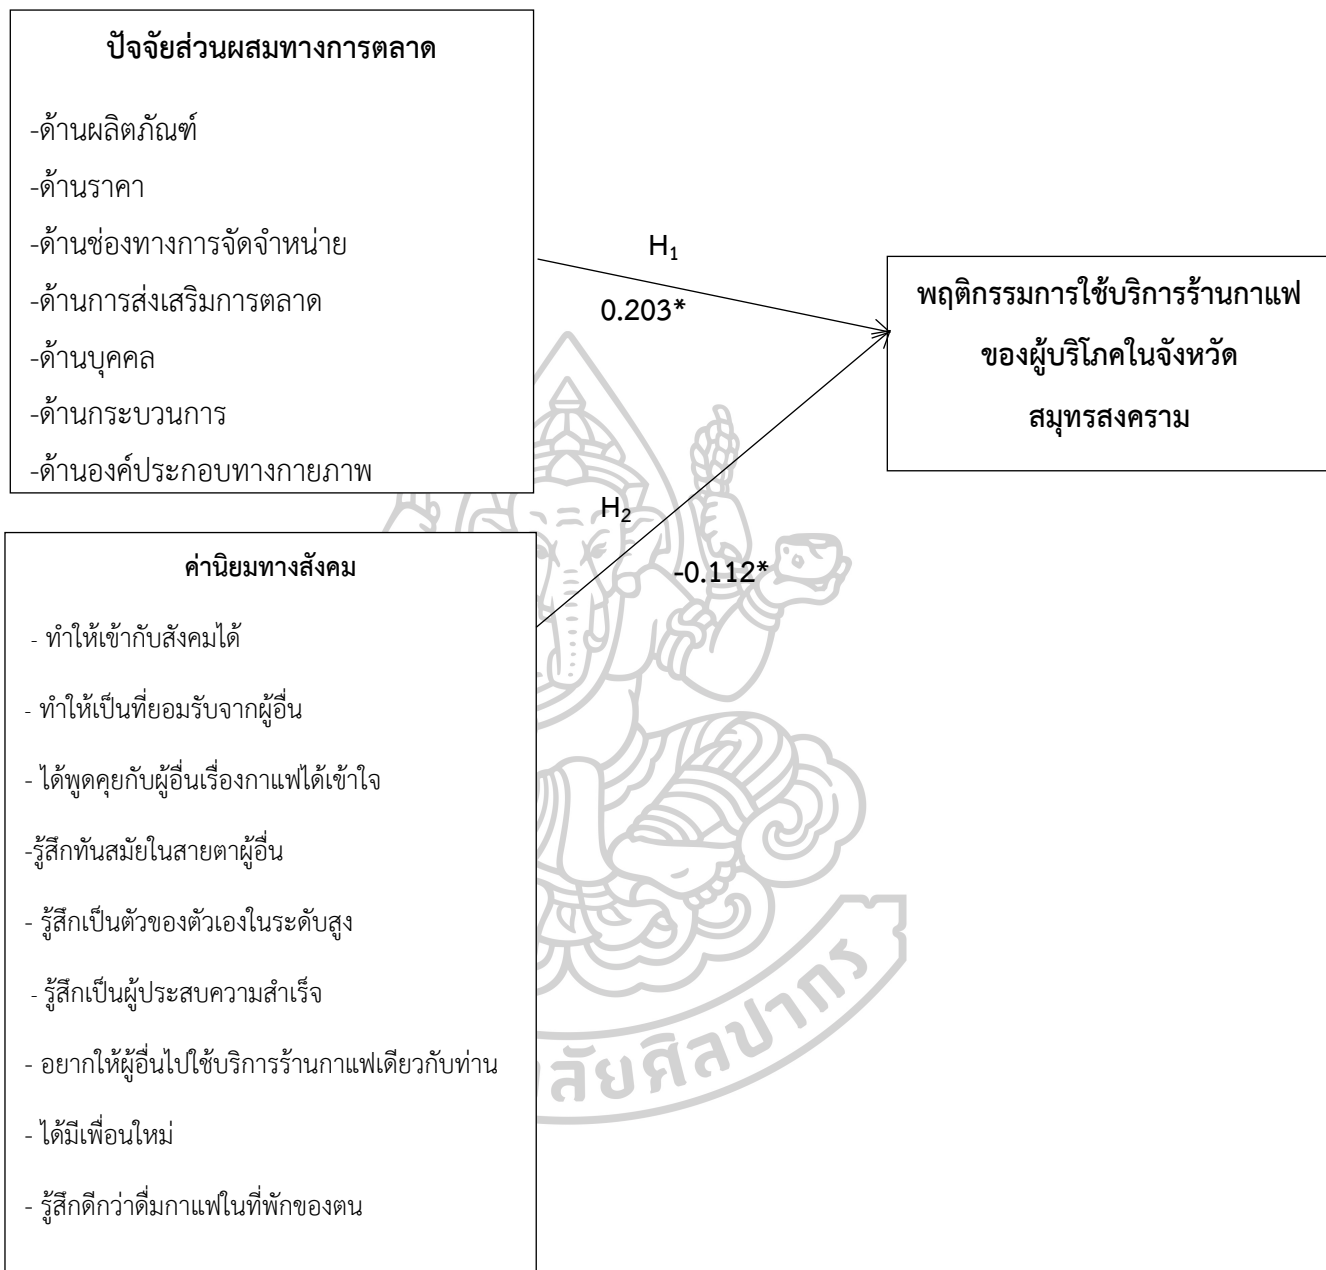 ปัจจัยส่วนผสมทางการตลาด
-ด้านผลิตภัณฑ์
-ด้านราคา
-ด้านช่องทางการจัดจำหน่าย
-ด้านการส่งเสริมการตลาด
-ด้านบุคคล
-ด้านกระบวนการ
-ด้านองค์ประกอบทางกายภาพ
H₁
0.203*
พฤติกรรมการใช้บริการร้านกาแฟ
ของผู้บริโภคในจังหวัด
สมุทรสงคราม
H₂
-0.112*
ค่านิยมทางสังคม
- ทำให้เข้ากับสังคมได้
- ทำให้เป็นที่ยอมรับจากผู้อื่น
- ได้พูดคุยกับผู้อื่นเรื่องกาแฟได้เข้าใจ
-รู้สึกทันสมัยในสายตาผู้อื่น
- รู้สึกเป็นตัวของตัวเองในระดับสูง
- รู้สึกเป็นผู้ประสบความสำเร็จ
- อยากให้ผู้อื่นไปใช้บริการร้านกาแฟเดียวกับท่าน
- ได้มีเพื่อนใหม่
- รู้สึกดีกว่าดื่มกาแฟในที่พักของตน
ลัยศิลปากร